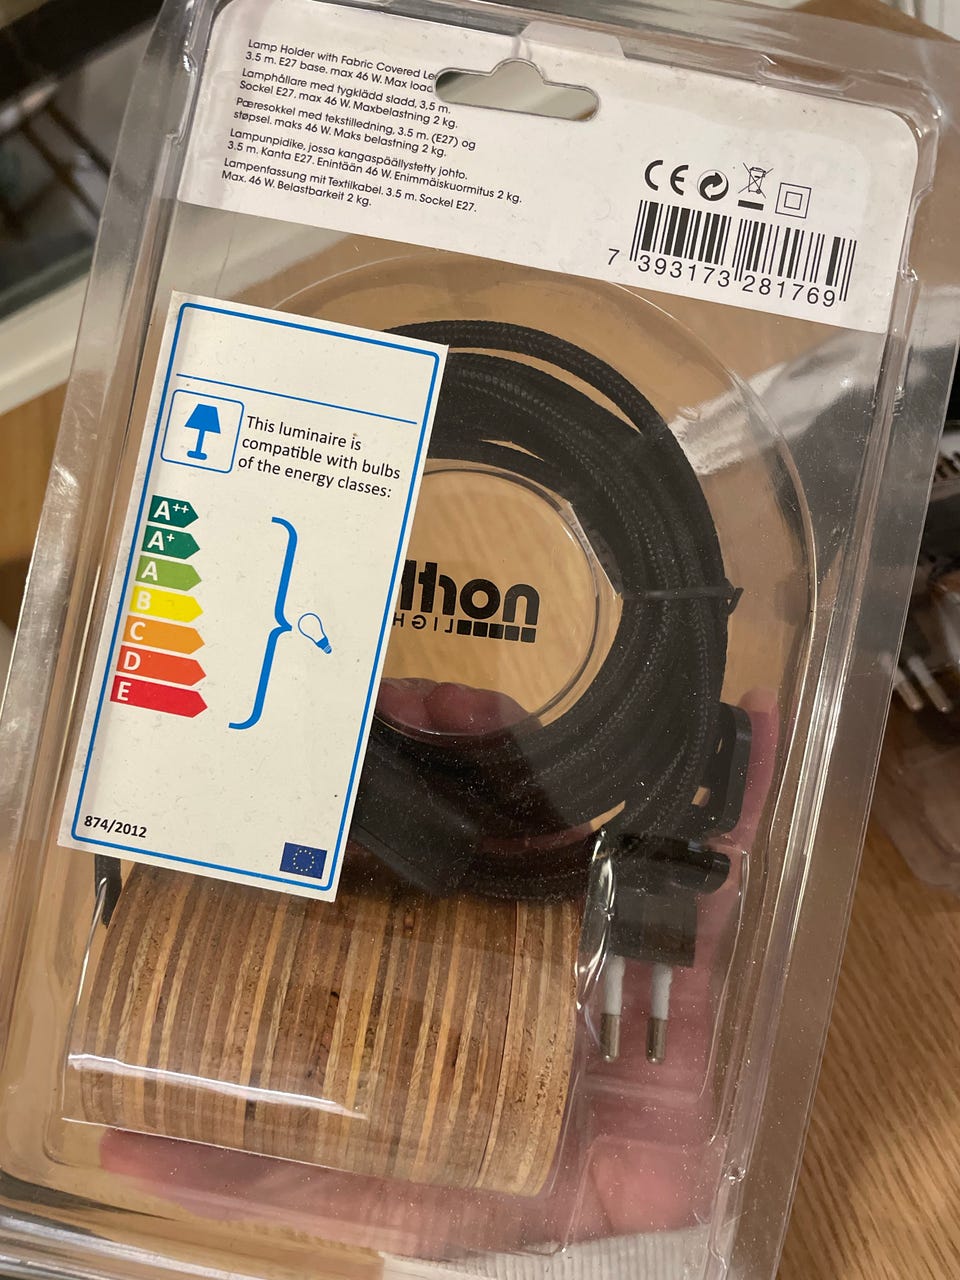 Lamp Holder with Fabric Covered
3.5 m. E27 base. max 46 W. Max
Lamphållare med tygklädd sladd, 3,5 m.
Sockel E27, max 46 W. Maxbelastning 2 kg.
Pæresokkel med tekstilledning, 3,5 m. (E27) og
støpsel. maks 46 W. Maks belastning 2 kg.
Lampunpidike, jossa kangaspäällystetty johto.
3,5 m. Kanta E27. Enintään 46 W. Enimmäiskuormitus 2 kg.
Lampenfassung mit Textilkabel. 3.5 m. Sockel E27.
Max. 46 W. Belastbarkeit 2 kg.
CE
7 393173 281769
This luminaire is
compatible with bulbs
of the energy classes:
A++
A+
A
B
C
D
E
874/2012